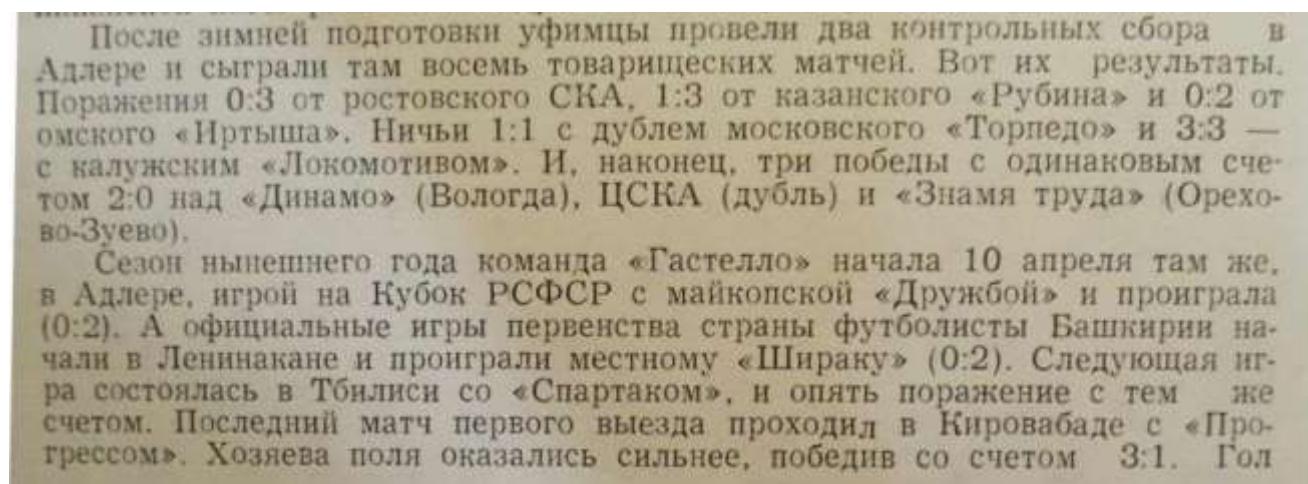 После зимней подготовки уфимцы провели два контрольных сбора в
Адлере и сыграли там восемь товарищеских матчей. Вот их результаты.
Поражения 0:3 от ростовского СКА, 1:3 от казанского «Рубина» и 0:2 от
омского «Иртыша». Ничьи 1:1 с дублем московского «Торпедо» и 3:3 —
с калужским «Локомотивом». И, наконец, три победы с одинаковым сче-
том 2:0 над «Динамо» (Вологда), ЦСКА (дубль) и «Знамя труда» (Орехо-
во-Зуево).
Сезон нынешнего года команда «Гастелло» начала 10 апреля там же,
в Адлере, игрой на Кубок РСФСР с майкопской «Дружбой» и проиграла
(0:2). А официальные игры первенства страны футболисты Башкирии на-
чали в Ленинакане и проиграли местному «Шираку» (0:2). Следующая иг-
ра состоялась в Тбилиси со «Спартаком», и опять поражение с тем же
счетом. Последний матч первого выезда проходил в Кировабаде с «Про-
грессом». Хозяева поля оказались сильнее, победив со счетом 3:1. Гол